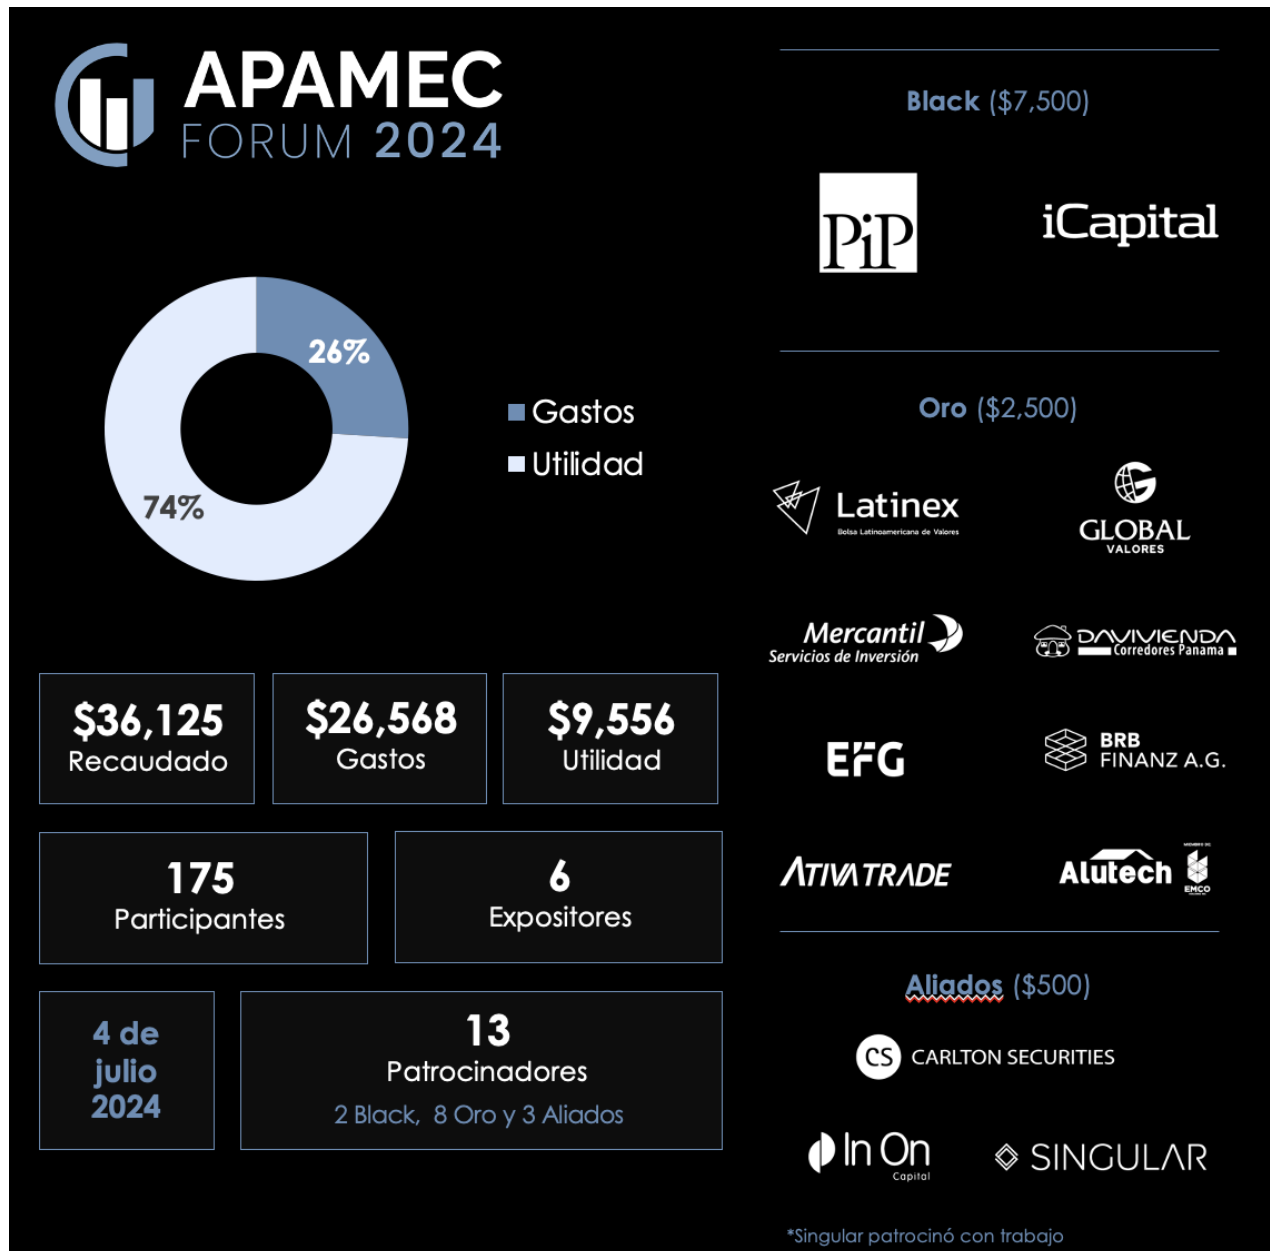 APAMEC
FORUM 2024
26%
74%
Gastos
Utilidad
$36,125
Recaudado
$26,568
Gastos
$9,556
Utilidad
175
Participantes
6
Expositores
4 de
julio
2024
13
Patrocinadores
2 Black, 8 Oro y 3 Aliados
Black ($7,500)
PiP
iCapital
Oro ($2,500)
Latinex
Bolsa Latinoamericana de Valores
G
GLOBAL
VALORES
Mercantil
Servicios de Inversión
DAVIVIENDA
Corredores Panama
EFG
BRB
FINANZ A.G.
ATIVATRADE
Alutech
MIEMBRO DE
EMCO
Aliados ($500)
CS CARLTON SECURITIES
In On
Capital
SINGULAR
*Singular patrocinó con trabajo